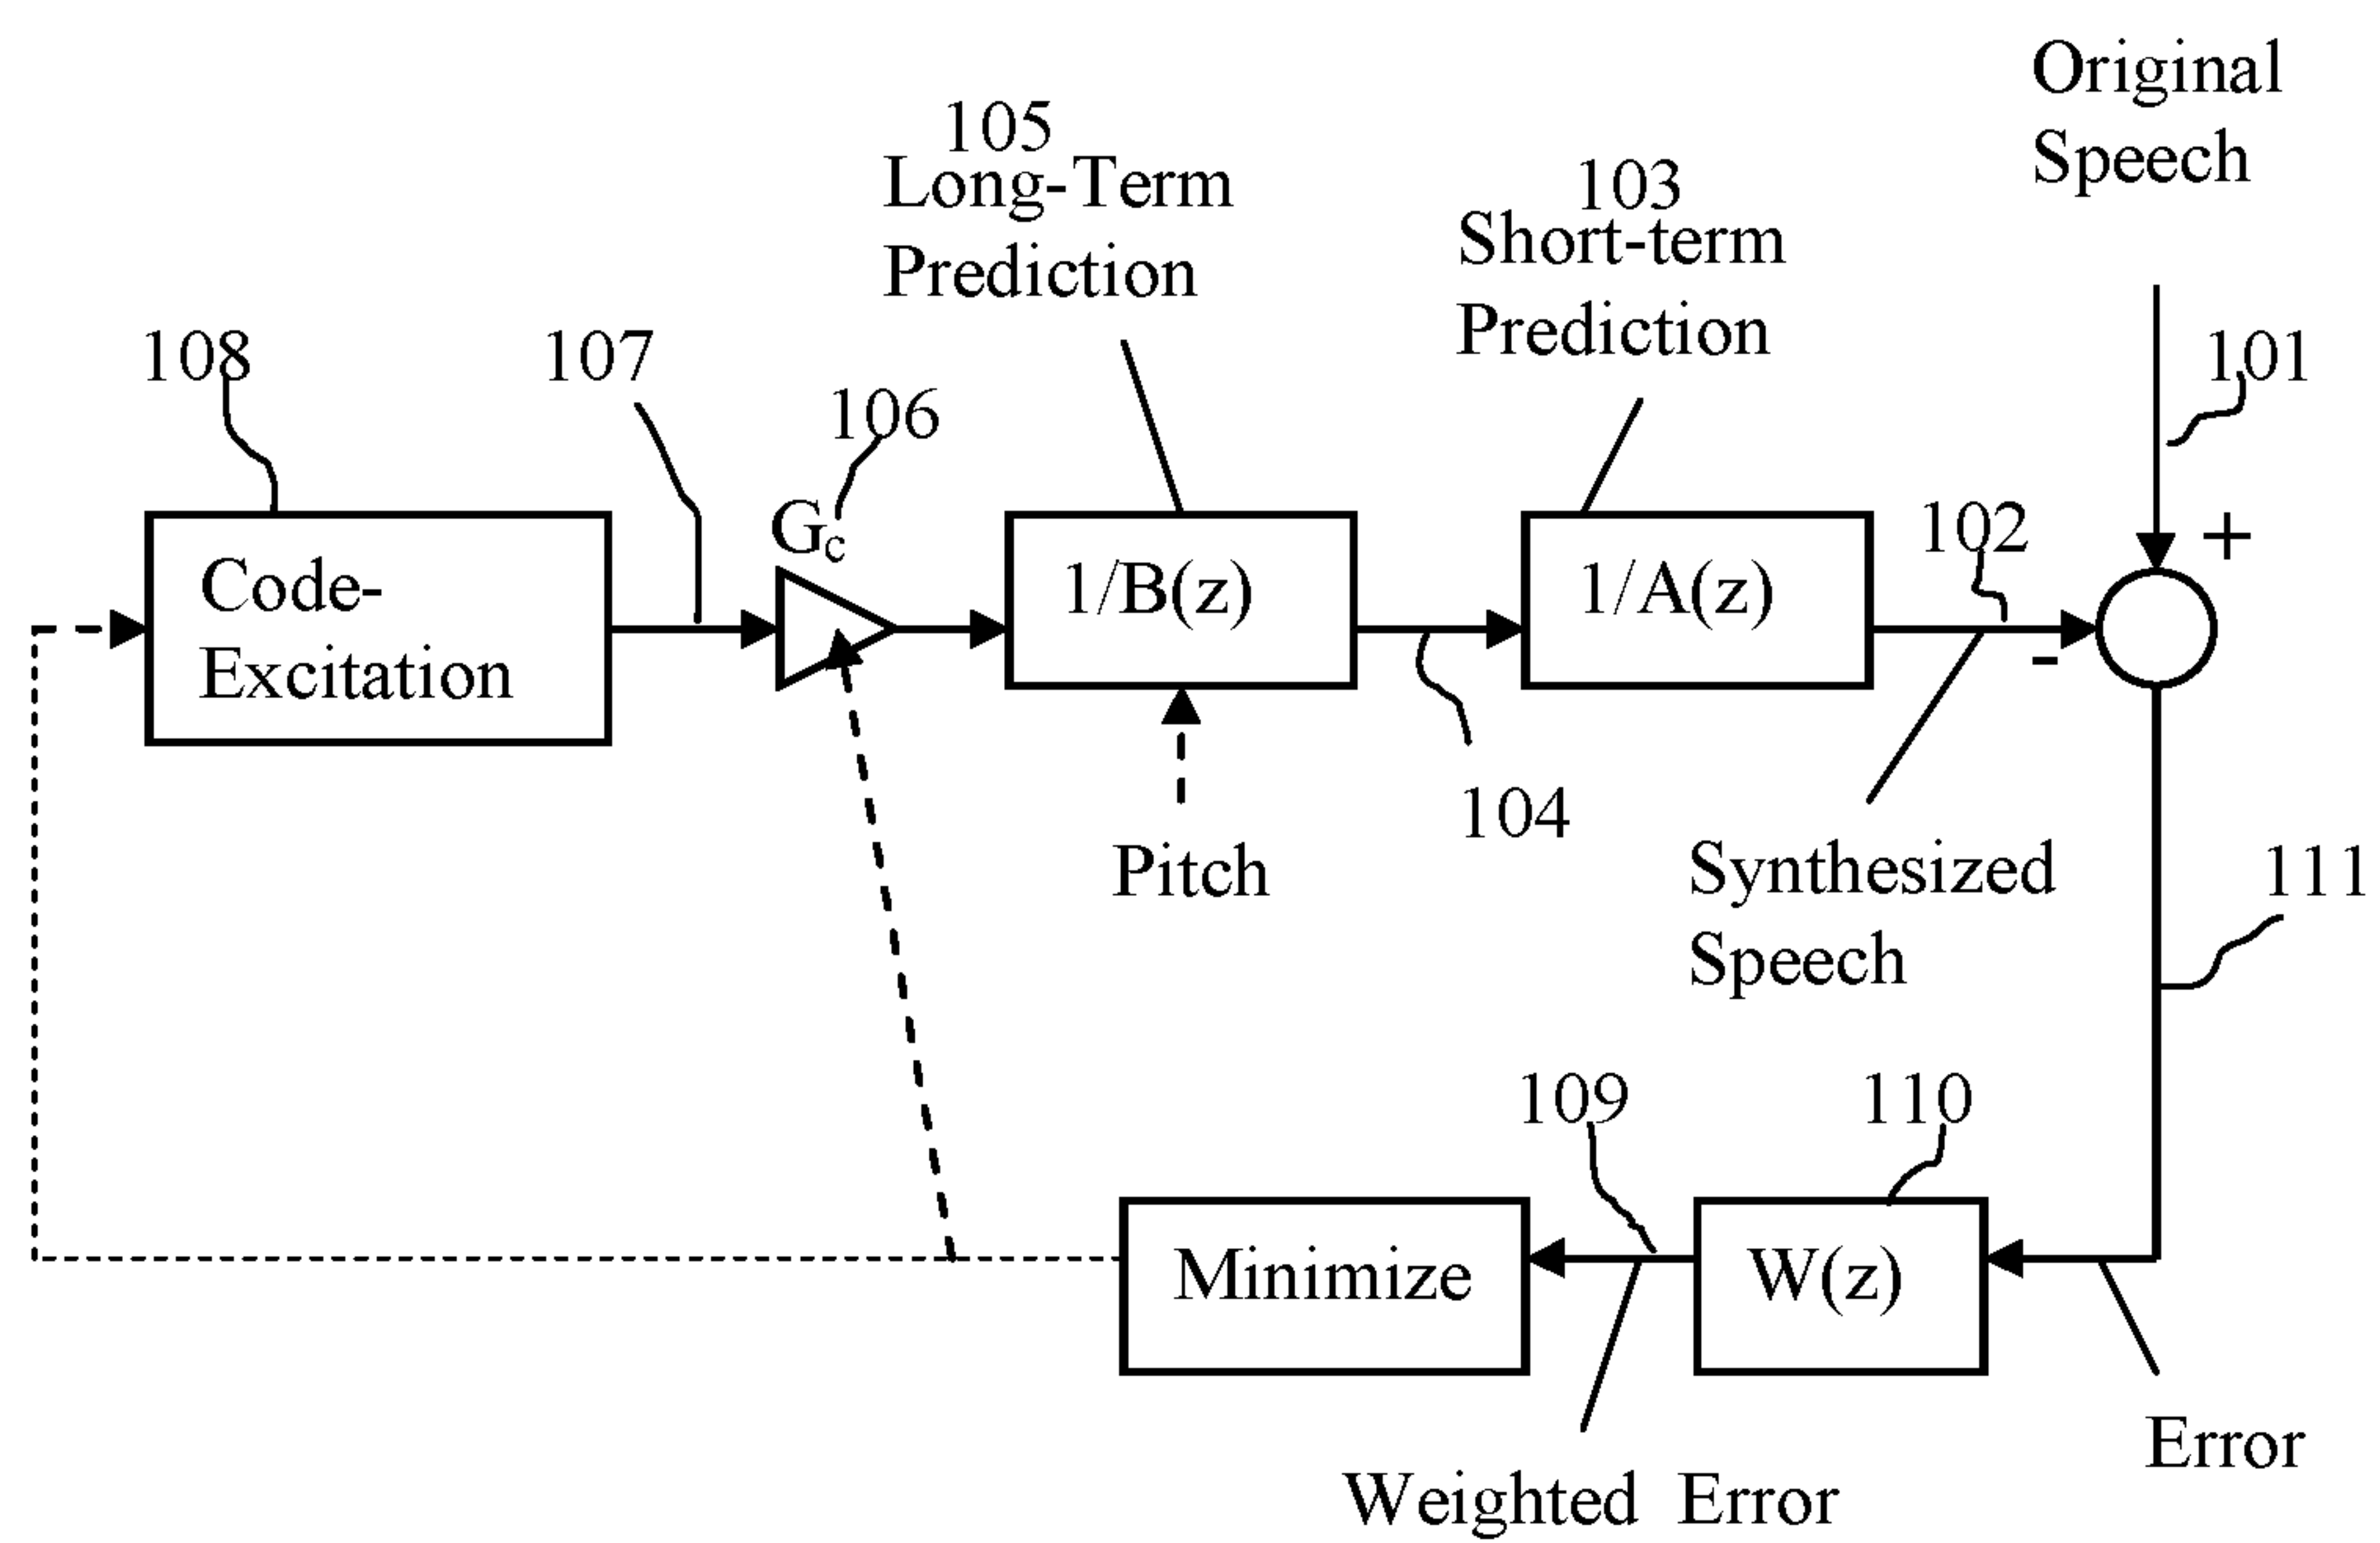 Original
Speech
105
Long-Term
Prediction
103
Short-term
Prediction
108
107
106
101
G_c
102
+
Code-
Excitation
1/B(z)
1/A(z)
-
104
Pitch
Synthesized
Speech
111
109
110
Minimize
W(z)
Error
Weighted Error